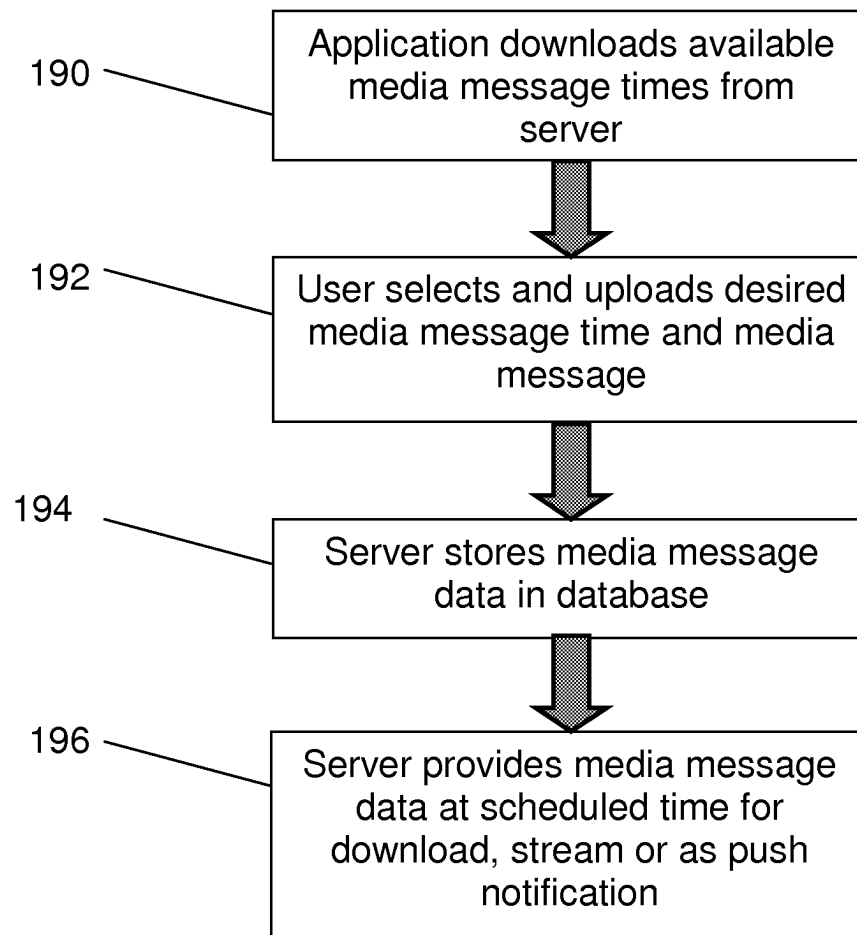 190
Application downloads available
media message times from
server
192
User selects and uploads desired
media message time and media
message
194
Server stores media message
data in database
196
Server provides media message
data at scheduled time for
download, stream or as push
notification